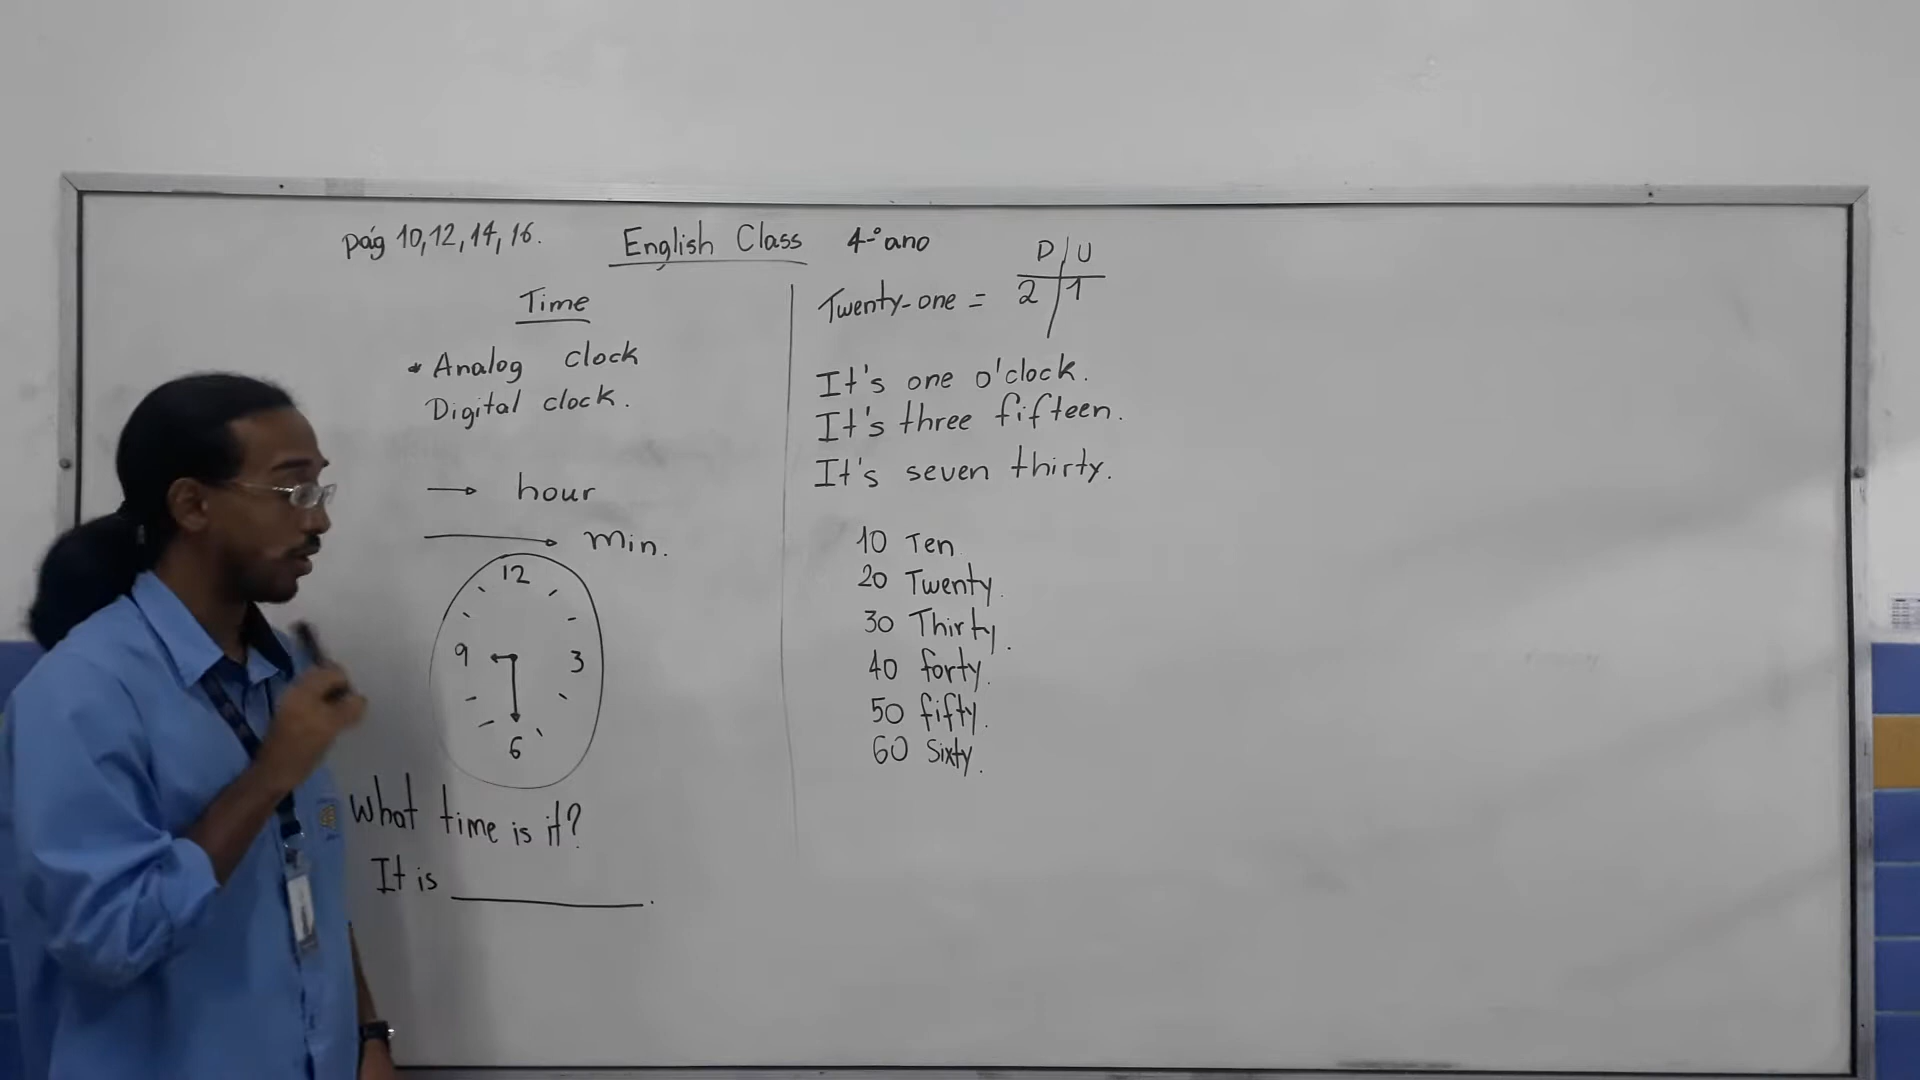 pág 10, 12, 14, 16.
English Class
4º ano
Time
Analog clock
Digital clock.
hour
min.
12
9
3
6
What time is it?
It is ________.
D U
Twenty-one = 2 1
It's one o'clock.
It's three fifteen.
It's seven thirty.
10 Ten
20 Twenty.
30 Thirty.
40 forty.
50 fifty.
60 Sixty.